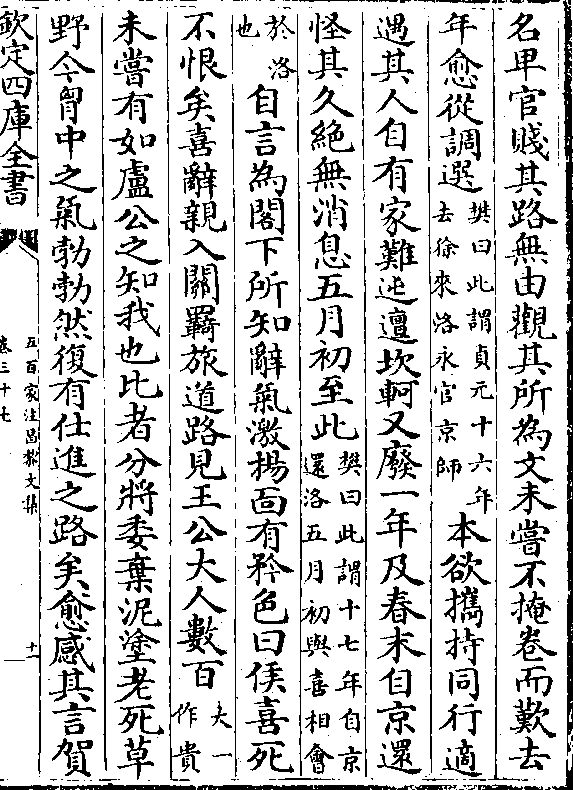 名卑官賤其路無由觀其所為文未嘗不掩卷而歎去
年愈從調選樊曰此謂貞元十六年去徐來洛永官京師本欲攜持同行適
遇其人自有家難迍邅坎軻又廢一年及春末自京還
怪其久絕無消息五月初至此樊曰此謂十七年自京還洛五月初與喜相會
於洛也自言為閣下所知辭氣激揚面有矜色曰侯喜死
不恨矣喜辭親入關羇旅道路見王公大人數百夫一作貴
未嘗有如盧公之知我也比者分將委棄泥塗老死草
野今胷中之氣勃勃然復有仕進之路矣愈感其言賀
欽定四庫全書
五百家注昌黎文集
卷三十七
十一